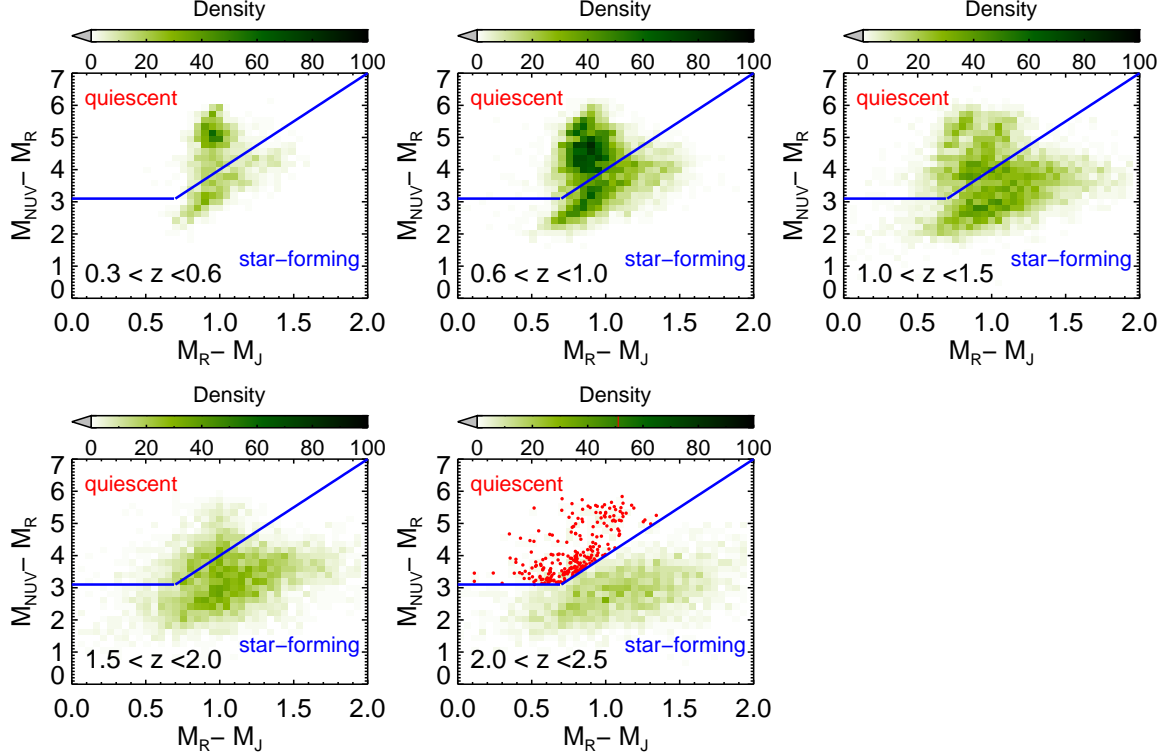 Density
0 20 40 60 80 100
7
6
5
4
3
2
1
0
M_NUV − M_R
quiescent
star−forming
0.3 < z <0.6
0.0 0.5 1.0 1.5 2.0
M_R − M_J
Density
0 20 40 60 80 100
7
6
5
4
3
2
1
0
M_NUV − M_R
quiescent
star−forming
0.6 < z <1.0
0.0 0.5 1.0 1.5 2.0
M_R − M_J
Density
0 20 40 60 80 100
7
6
5
4
3
2
1
0
M_NUV − M_R
quiescent
star−forming
1.0 < z <1.5
0.0 0.5 1.0 1.5 2.0
M_R − M_J
Density
0 20 40 60 80 100
7
6
5
4
3
2
1
0
M_NUV − M_R
quiescent
star−forming
1.5 < z <2.0
0.0 0.5 1.0 1.5 2.0
M_R − M_J
Density
0 20 40 60 80 100
7
6
5
4
3
2
1
0
M_NUV − M_R
quiescent
star−forming
2.0 < z <2.5
0.0 0.5 1.0 1.5 2.0
M_R − M_J